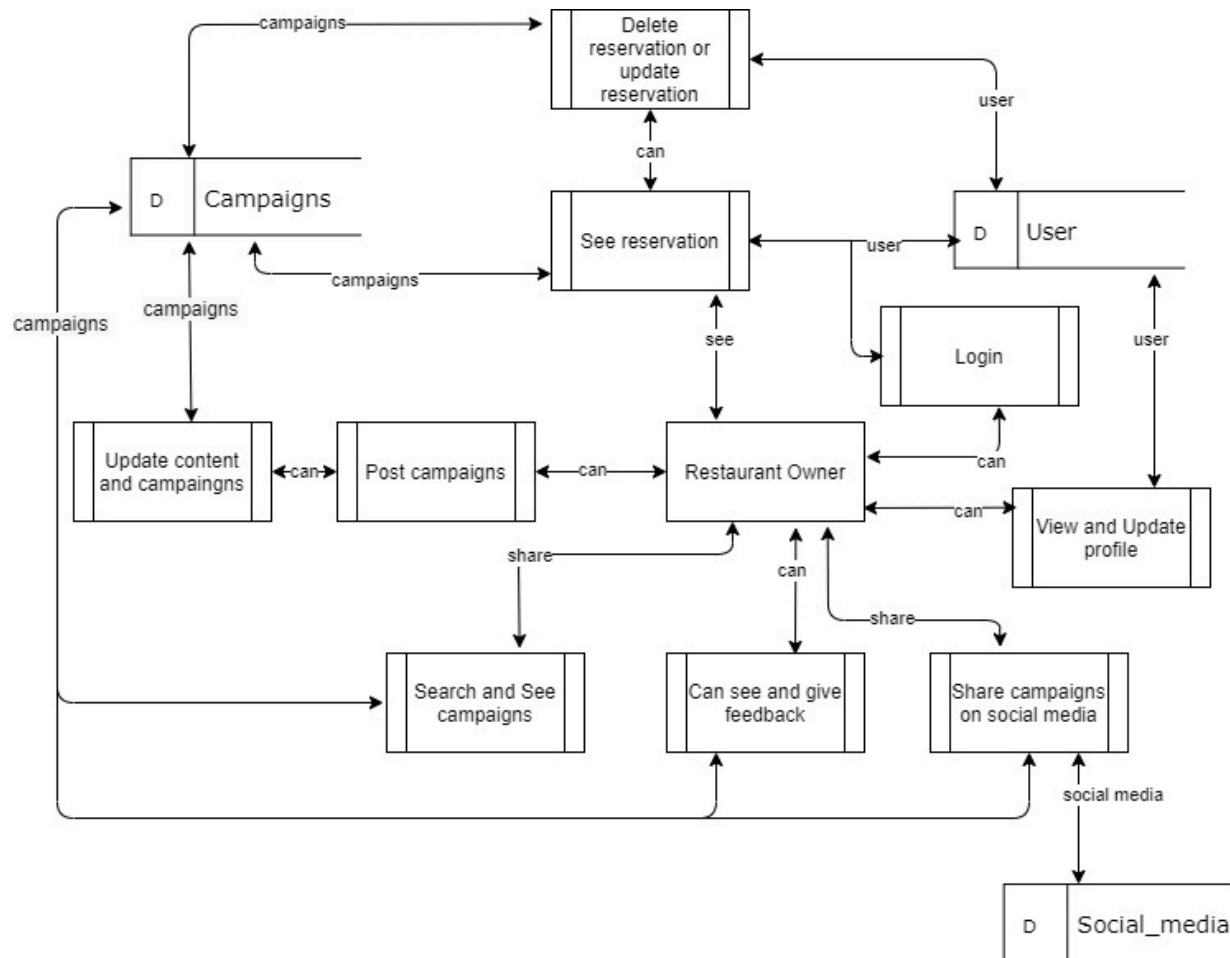 campaigns
Delete
reservation or
update
reservation
user
can
D
Campaigns
See reservation
user
D
User
campaigns
campaigns
campaigns
see
Login
user
Update content
and campaingns
can
Post campaigns
can
Restaurant Owner
can
can
View and Update
profile
share
can
share
Search and See
campaigns
Can see and give
feedback
Share campaigns
on social media
social media
D
Social_media